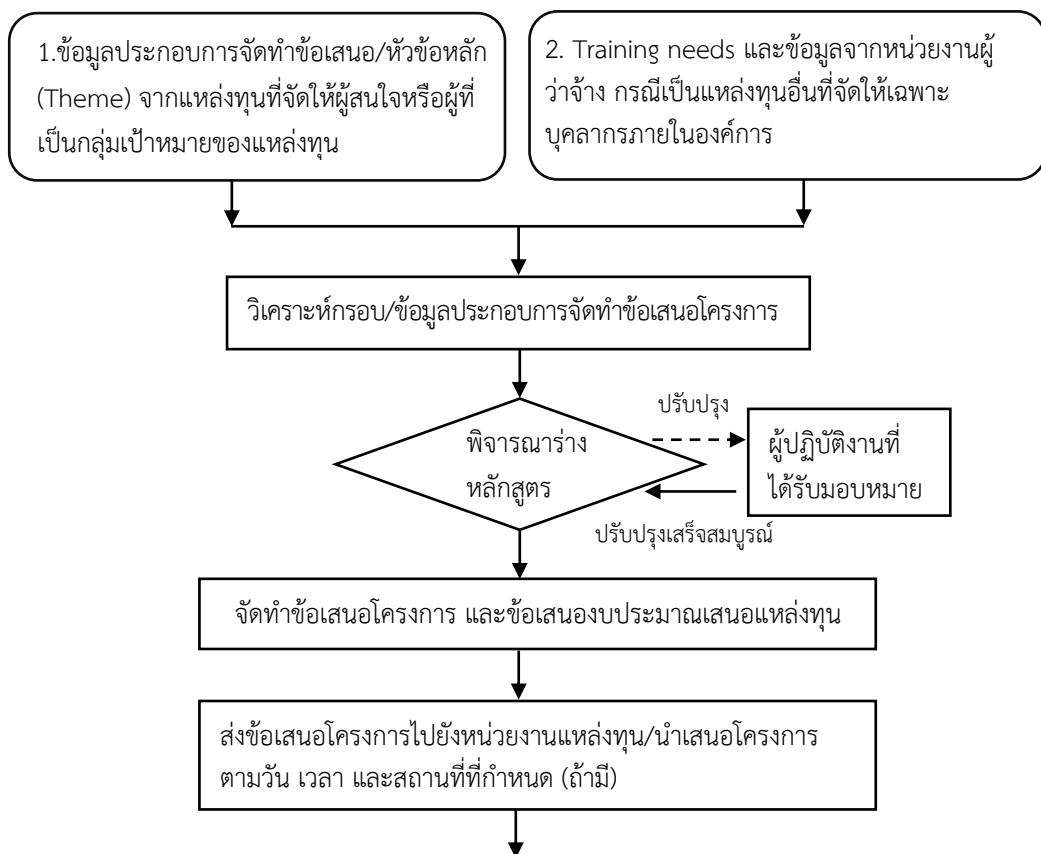 1.ข้อมูลประกอบการจัดทำข้อเสนอ/หัวข้อหลัก
(Theme) จากแหล่งทุนที่จัดให้ผู้สนใจหรือผู้ที่
เป็นกลุ่มเป้าหมายของแหล่งทุน
2. Training needs และข้อมูลจากหน่วยงานผู้
ว่าจ้าง กรณีเป็นแหล่งทุนอื่นที่จัดให้เฉพาะ
บุคลากรภายในองค์การ
วิเคราะห์กรอบ/ข้อมูลประกอบการจัดทำข้อเสนอโครงการ
พิจารณาร่าง
หลักสูตร
ปรับปรุง
ผู้ปฏิบัติงานที่
ได้รับมอบหมาย
ปรับปรุงเสร็จสมบูรณ์
จัดทำข้อเสนอโครงการ และข้อเสนองบประมาณเสนอแหล่งทุน
ส่งข้อเสนอโครงการไปยังหน่วยงานแหล่งทุน/นำเสนอโครงการ
ตามวัน เวลา และสถานที่ที่กำหนด (ถ้ามี)